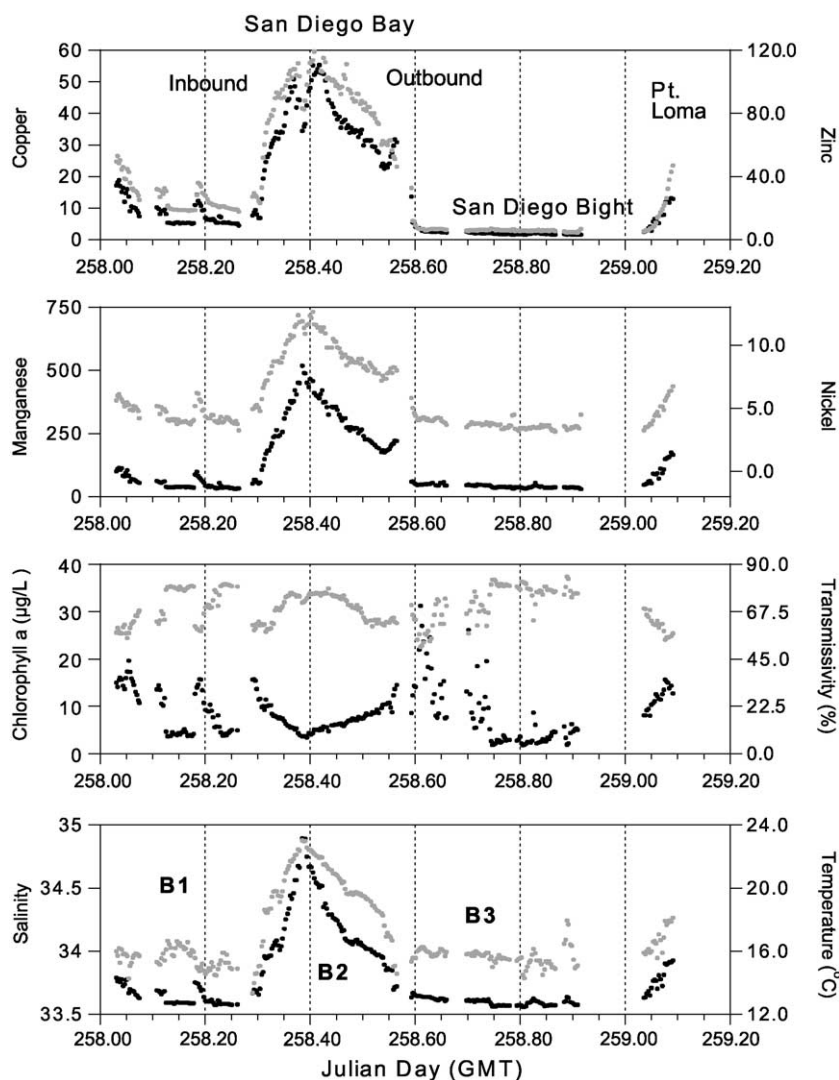 San Diego Bay
60
50
40
30
20
10
0
Copper
120.0
80.0
40.0
0.0
Zinc
Inbound
Outbound
Pt.
Loma
San Diego Bight
258.00 258.20 258.40 258.60 258.80 259.00 259.20
750
500
250
0
Manganese
10.0
5.0
0.0
Nickel
258.00 258.20 258.40 258.60 258.80 259.00 259.20
40
30
20
10
0
Chlorophyll a (µg/L )
90.0
67.5
45.0
22.5
0.0
Transmissivity (%)
258.00 258.20 258.40 258.60 258.80 259.00 259.20
35
34.5
34
33.5
Salinity
24.0
20.0
16.0
12.0
Temperature (°C)
B1
B2
B3
258.00 258.20 258.40 258.60 258.80 259.00 259.20
Julian Day (GMT)